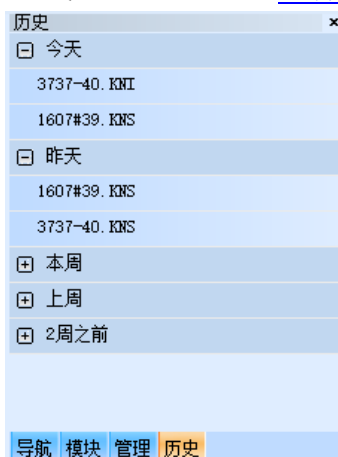 历史
今天
3737-40.KNI
1607#39.KNS
昨天
1607#39.KNS
3737-40.KNS
本周
上周
2周之前
导航 模块 管理 历史